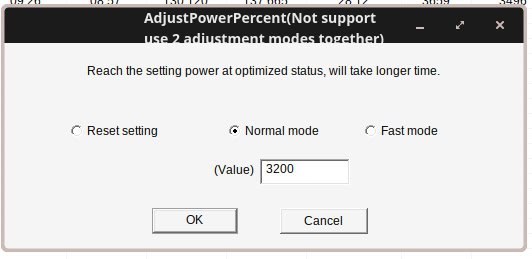 AdjustPowerPercent(Not support
use 2 adjustment modes together)
Reach the setting power at optimized status, will take longer time.
Reset setting
Normal mode
Fast mode
(Value) 3200
OK
Cancel